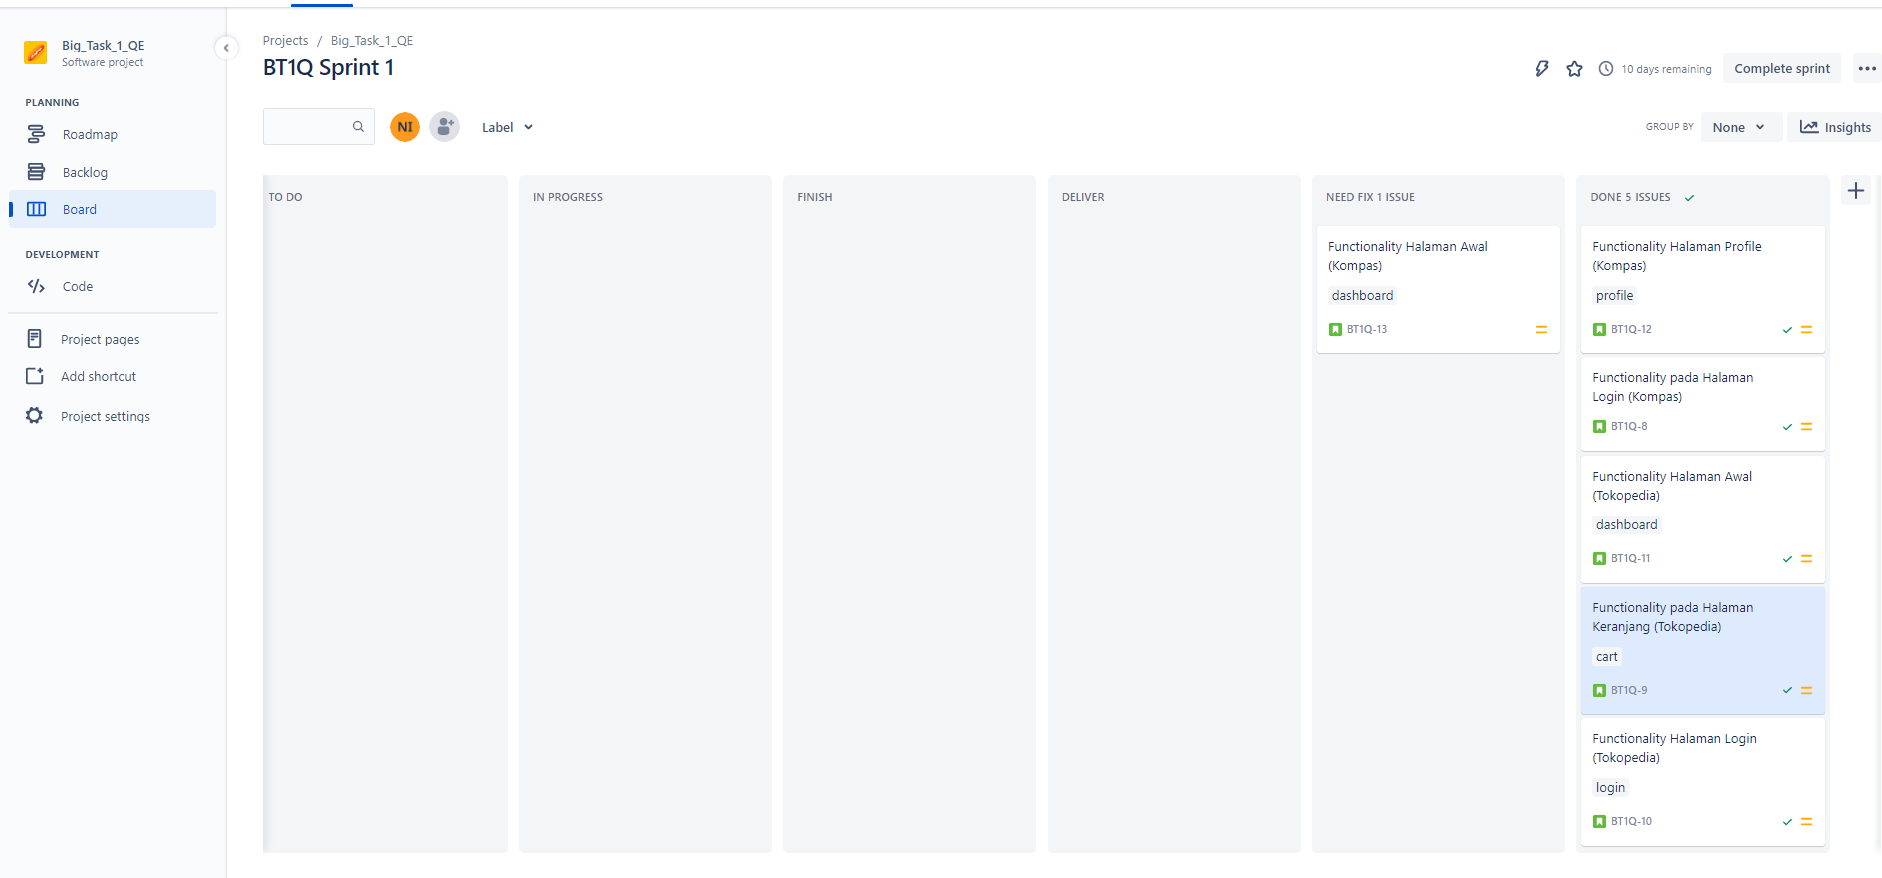 Big_Task_1_QE
Software project
PLANNING
Roadmap
Backlog
Board
DEVELOPMENT
Code
Project pages
Add shortcut
Project settings
Projects / Big_Task_1_QE
BT1Q Sprint 1
10 days remaining
Complete sprint
NI
Label
GROUP BY
None
Insights
TO DO
IN PROGRESS
FINISH
DELIVER
NEED FIX 1 ISSUE
Functionality Halaman Awal
(Kompas)
dashboard
BT1Q-13
DONE 5 ISSUES
Functionality Halaman Profile
(Kompas)
profile
BT1Q-12
Functionality pada Halaman
Login (Kompas)
BT1Q-8
Functionality Halaman Awal
(Tokopedia)
dashboard
BT1Q-11
Functionality pada Halaman
Keranjang (Tokopedia)
cart
BT1Q-9
Functionality Halaman Login
(Tokopedia)
login
BT1Q-10